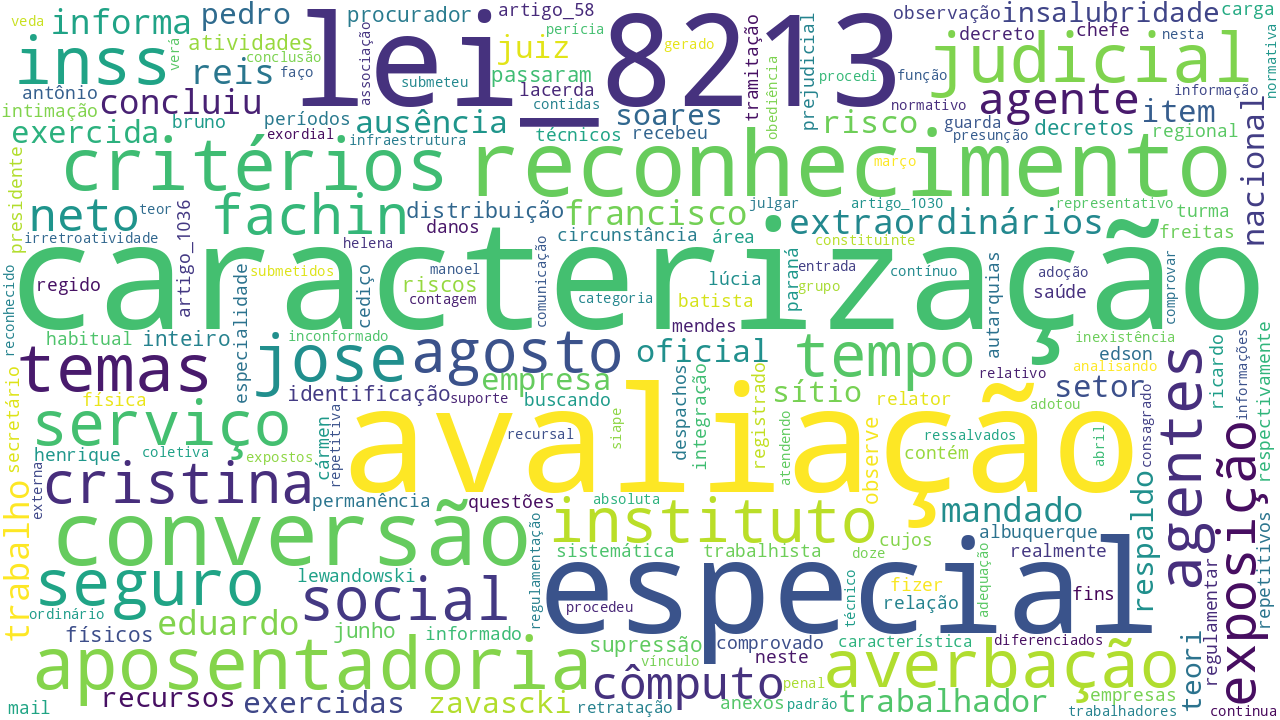 veda
informa
pedro
lei_8213
procurador
artigo_58
perícia
juiz
gerado
tramitação
prejudicial
observação
insalubridade
carga
decreto
chefe
nesta
normativa
inss
verá
atividades
conclusão
faço
reis
associação
submeteu
passaram
lacerda
contidas
procedi
função
judicial
antônio
concluiu
intimação
bruno
períodos
exordial
ausência
técnicos
recebeu
soares
obediência
risco
normativo
agente
guarda
presunção
item
informação
decretos
regional
nacional
exercida
infraestrutura
critérios
reconhecimento
março
presidente
neto
teor
fachin
distribuição
francisco
julgar
artigo_1030
representativo
turma
irretroatividade
artigo_1036
helena
danos
circunstância
área
extraordinários
constituinte
freitas
caracterização
reconhecido
regido
submetidos
especialidade
cediço
manoel
riscos
contagem
comunicação
categoria
lúcia
batista
paraná
entrada
grupo
contínuo
autarquias
adoção
saúde
comprovar
habitual
inteiro
inconformado
mendes
inexistência
temas
jose
agosto
oficial
tempo
relativo
edson
analisando
ricardo
informações
respectivamente
secretário
física
identificação
suporte
empresa
buscando
despachos
integração
registrado
sítio
relator
setor
adotou
consagrado
agentes
serviço
henrique
coletiva
expostos
cármen
repetitiva
recursal
siape
avaliação
atendendo
observe
ressalvados
contém
abril
exposição
externa
cristina
permanência
questões
absoluta
trabalho
conversão
regulamentação
instituto
mandado
respaldo
albuquerque
sistemática
trabalhista
doze
cujos
realmente
repetitivos
seguro
lewandowski
social
procedeu
especial
técnico
fizer
relação
adequação
fins
regulamentar
ordinário
físicos
eduardo
junho
informado
supressão
comprovado
característica
diferenciados
teori
aposentadoria
vínculo
neste
penal
averbação
cômputo
mail
recursos
exercidas
zavascki
retratação
anexos
padrão
trabalhador
empresas
trabalhadores
continua